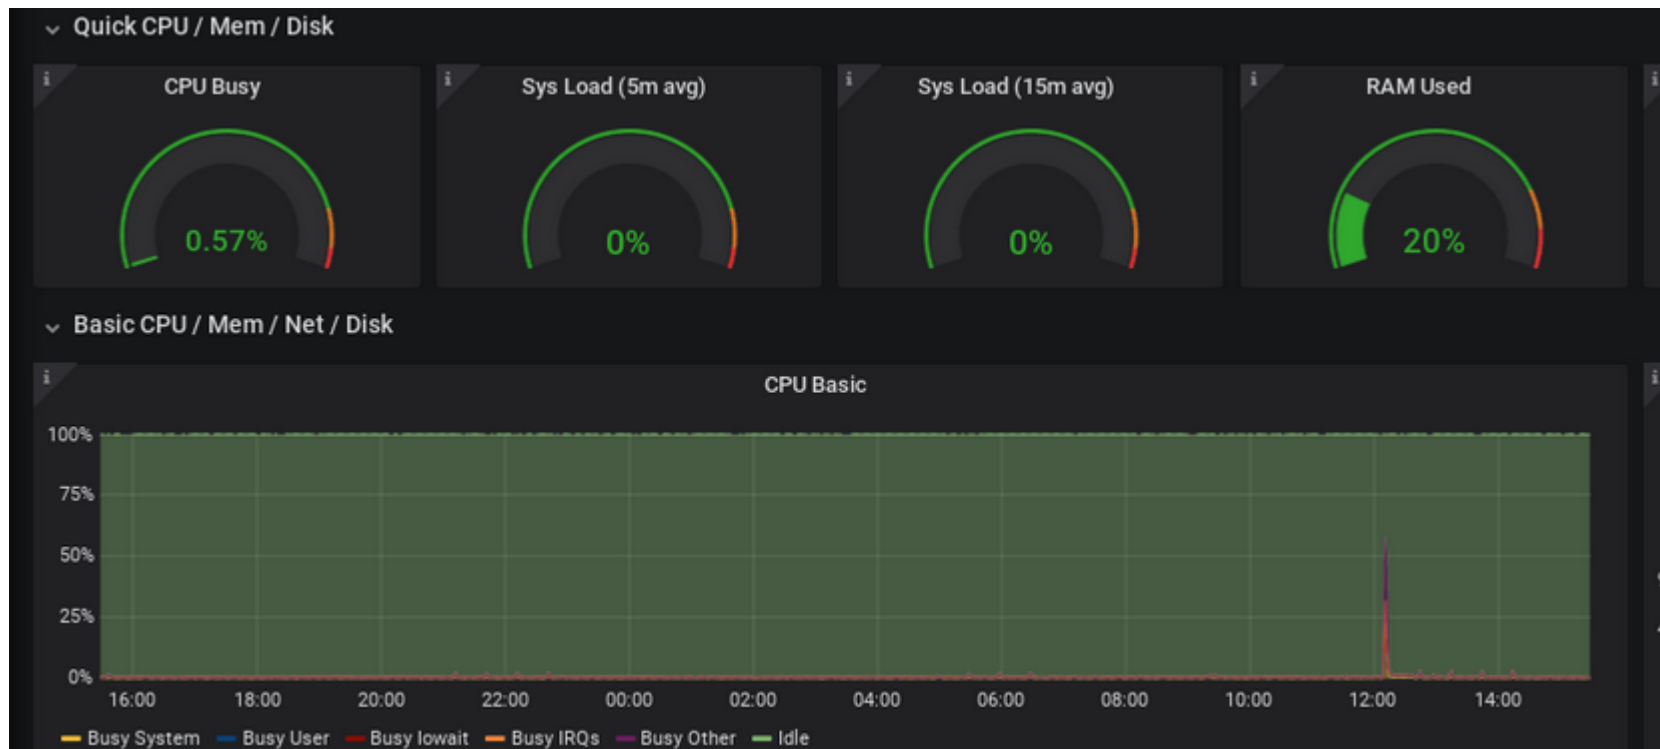 Quick CPU / Mem / Disk
CPU Busy
Sys Load (5m avg)
Sys Load (15m avg)
RAM Used
0.57%
0%
0%
20%
Basic CPU / Mem / Net / Disk
CPU Basic
100%
75%
50%
25%
0%
16:00 18:00 20:00 22:00 00:00 02:00 04:00 06:00 08:00 10:00 12:00 14:00
Busy System Busy User Busy Iowait Busy IRQs Busy Other Idle